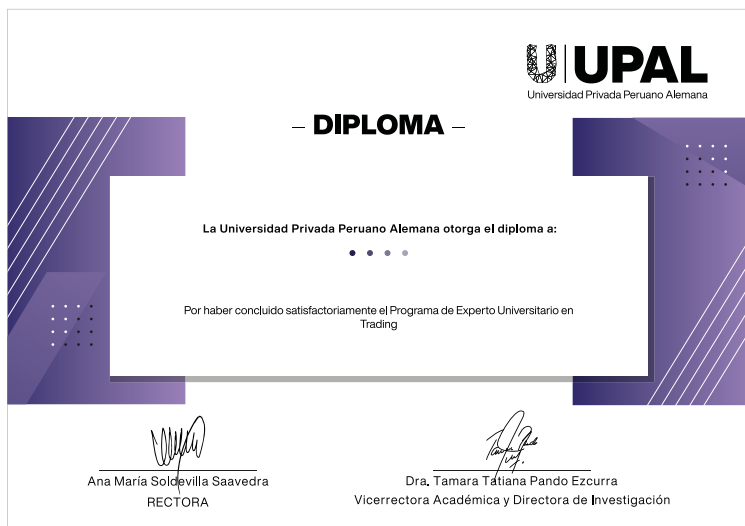 UPAL
Universidad Privada Peruano Alemana
– DIPLOMA –
La Universidad Privada Peruano Alemana otorga el diploma a:
Por haber concluido satisfactoriamente el Programa de Experto Universitario en
Trading
Ana María Soldevilla Saavedra
RECTORA
Dra. Tamara Tatiana Pando Ezcurra
Vicerrectora Académica y Directora de Investigación